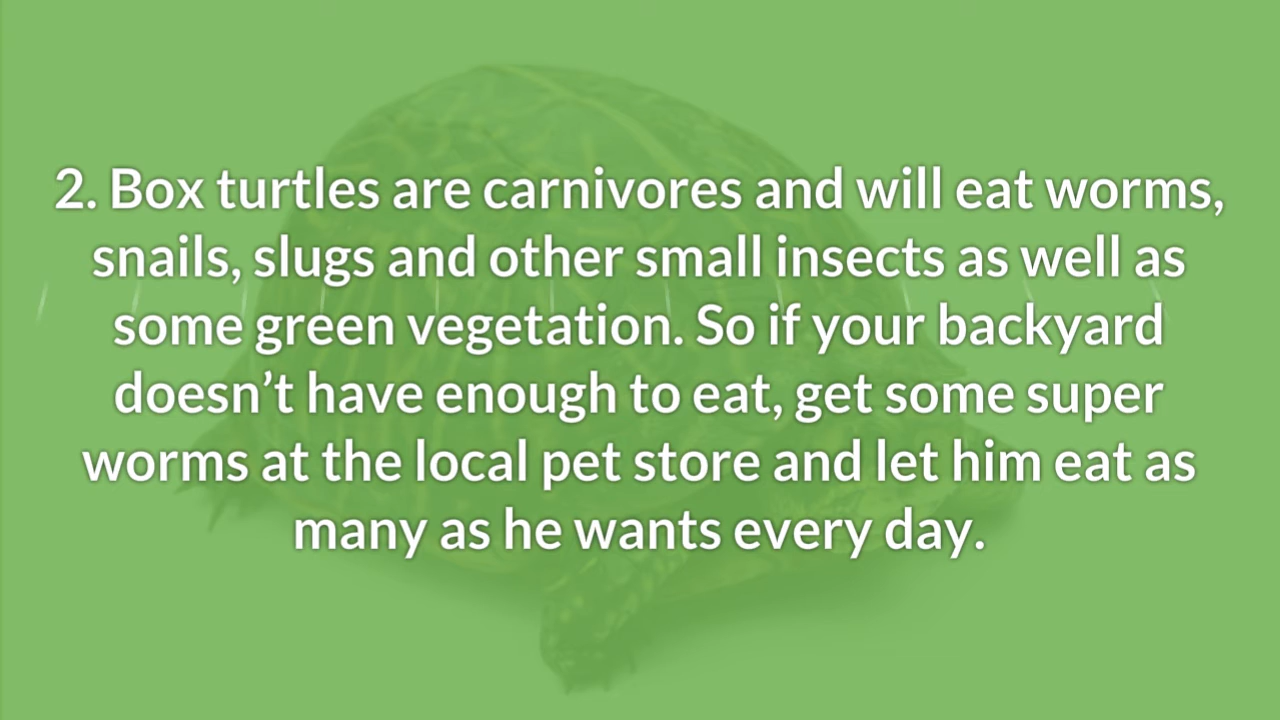 2. Box turtles are carnivores and will eat worms,
snails, slugs and other small insects as well as
some green vegetation. So if your backyard
doesn’t have enough to eat, get some super
worms at the local pet store and let him eat as
many as he wants every day.